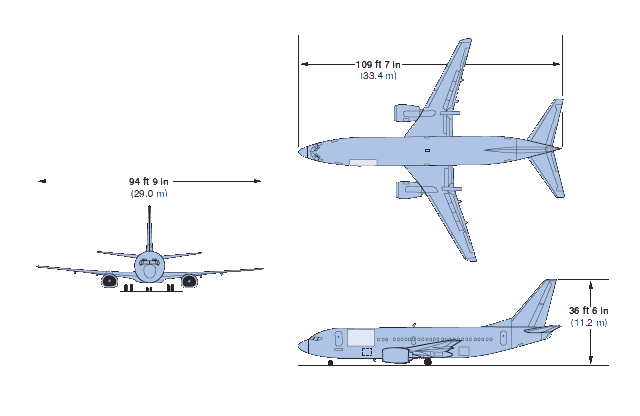 109 ft 7 in
(33.4 m)
94 ft 9 in
(29.0 m)
36 ft 6 in
(11.2 m)